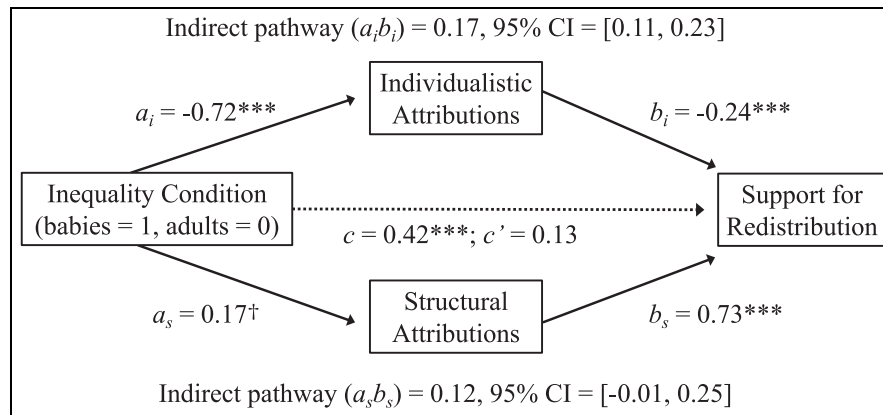 Indirect pathway (aᵢbᵢ) = 0.17, 95% CI = [0.11, 0.23]
Individualistic
Attributions
aᵢ = -0.72***
bᵢ = -0.24***
Inequality Condition
(babies = 1, adults = 0)
Support for
Redistribution
c = 0.42***; c’ = 0.13
Structural
Attributions
aₛ = 0.17†
bₛ = 0.73***
Indirect pathway (aₛbₛ) = 0.12, 95% CI = [-0.01, 0.25]